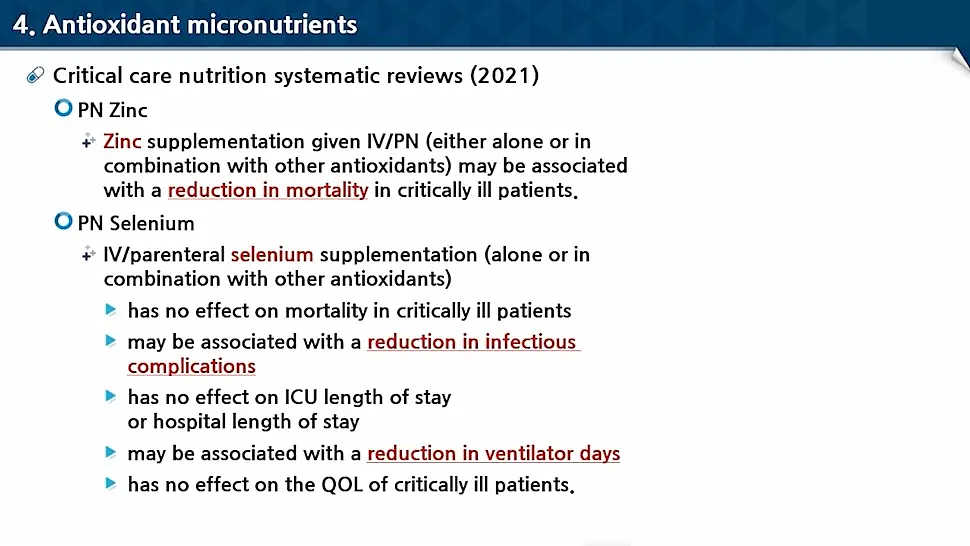 4. Antioxidant micronutrients
Critical care nutrition systematic reviews (2021)
PN Zinc
Zinc supplementation given IV/PN (either alone or in
combination with other antioxidants) may be associated
with a reduction in mortality in critically ill patients.
PN Selenium
IV/parenteral selenium supplementation (alone or in
combination with other antioxidants)
has no effect on mortality in critically ill patients
may be associated with a reduction in infectious
complications
has no effect on ICU length of stay
or hospital length of stay
may be associated with a reduction in ventilator days
has no effect on the QOL of critically ill patients.